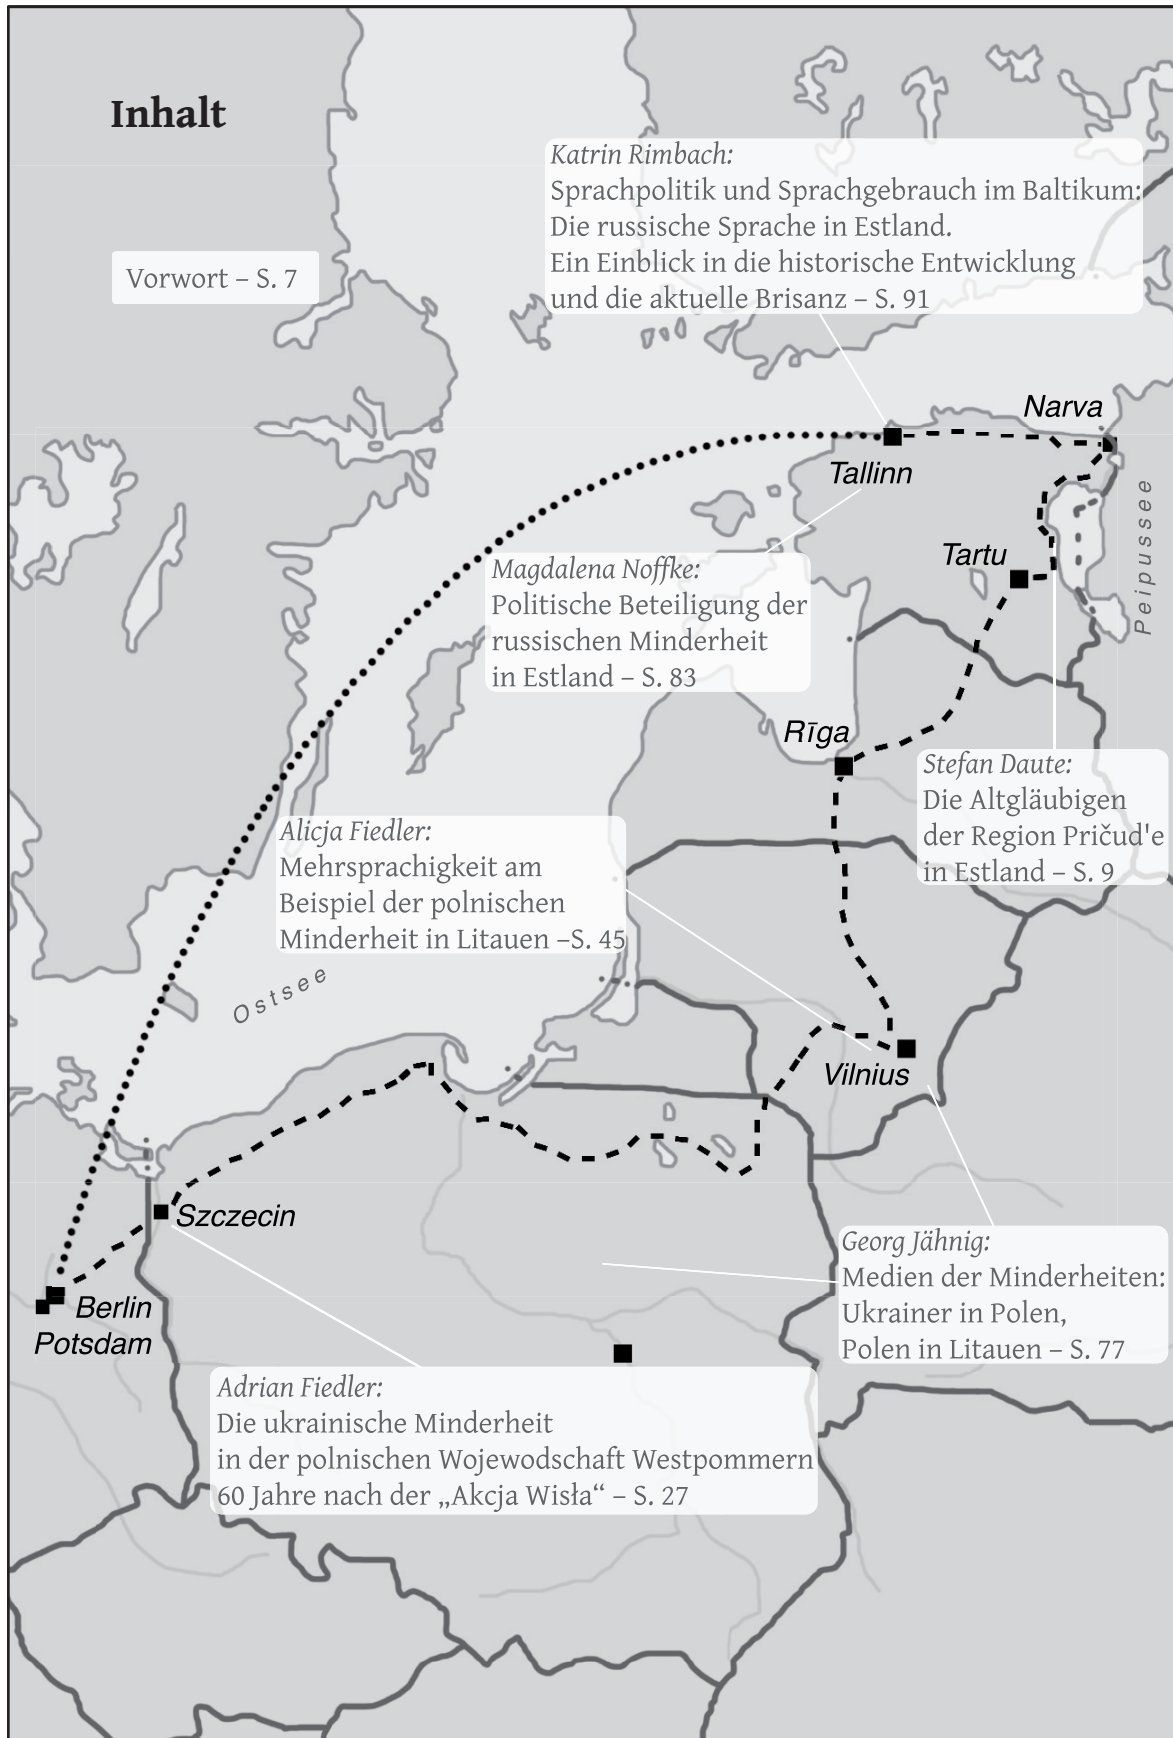 Inhalt
Katrin Rimbach:
Sprachpolitik und Sprachgebrauch im Baltikum:
Die russische Sprache in Estland.
Ein Einblick in die historische Entwicklung
und die aktuelle Brisanz – S. 91
Vorwort – S. 7
Narva
Tallinn
Peipussee
Tartu
Magdalena Noffke:
Politische Beteiligung der
russischen Minderheit
in Estland – S. 83
Rīga
Stefan Daute:
Die Altgläubigen
der Region Pričud'e
in Estland – S. 9
Alicja Fiedler:
Mehrsprachigkeit am
Beispiel der polnischen
Minderheit in Litauen –S. 45
Ostsee
Vilnius
Szczecin
Georg Jähnig:
Medien der Minderheiten:
Ukrainer in Polen,
Polen in Litauen – S. 77
Berlin
Potsdam
Adrian Fiedler:
Die ukrainische Minderheit
in der polnischen Wojewodschaft Westpommern
60 Jahre nach der „Akcja Wisła“ – S. 27